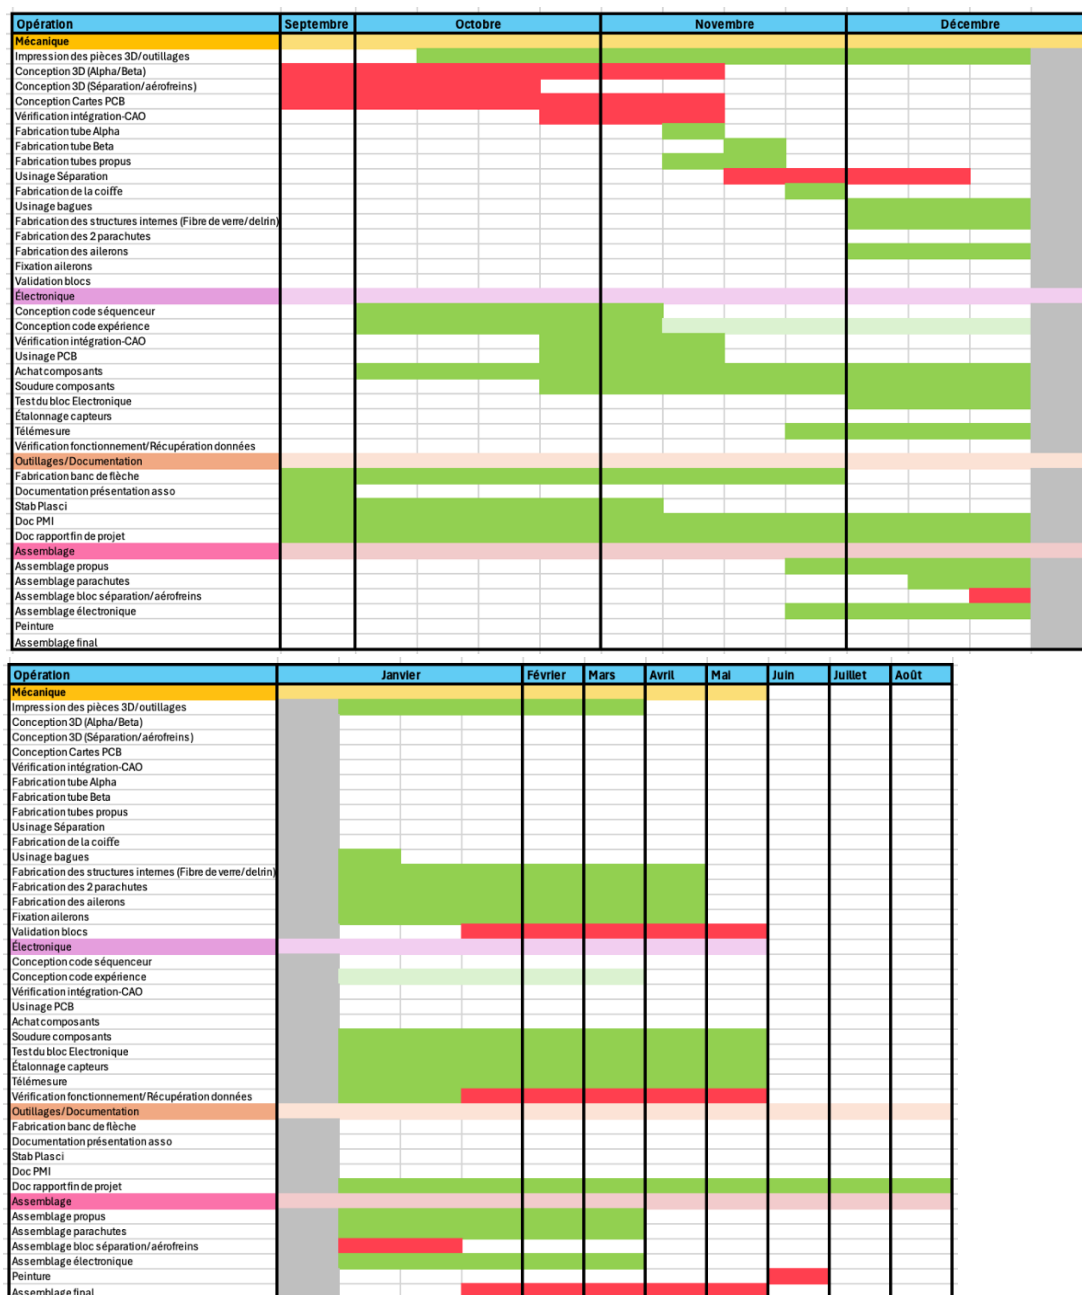 Opération Septembre Octobre Novembre Décembre
Mécanique
Impression des pièces 3D/outillages
Conception 3D (Alpha/Beta)
Conception 3D (Séparation/aérofreins)
Conception Cartes PCB
Vérification intégration-CAO
Fabrication tube Alpha
Fabrication tube Beta
Fabrication tubes propus
Usinage Séparation
Fabrication de la coiffe
Usinage bagues
Fabrication des structures internes (Fibre de verre/delrin)
Fabrication des 2 parachutes
Fabrication des ailerons
Fixation ailerons
Validation blocs
Électronique
Conception code séquenceur
Conception code expérience
Vérification intégration-CAO
Usinage PCB
Achat composants
Soudure composants
Test du bloc Electronique
Étalonnage capteurs
Télémesure
Vérification fonctionnement/Récupération données
Outillages/Documentation
Fabrication banc de flèche
Documentation présentation asso
Stab Plasci
Doc PMI
Doc rapport fin de projet
Assemblage
Assemblage propus
Assemblage parachutes
Assemblage bloc séparation/aérofreins
Assemblage électronique
Peinture
Assemblage final
Opération Janvier Février Mars Avril Mai Juin Juillet Août
Mécanique
Impression des pièces 3D/outillages
Conception 3D (Alpha/Beta)
Conception 3D (Séparation/aérofreins)
Conception Cartes PCB
Vérification intégration-CAO
Fabrication tube Alpha
Fabrication tube Beta
Fabrication tubes propus
Usinage Séparation
Fabrication de la coiffe
Usinage bagues
Fabrication des structures internes (Fibre de verre/delrin)
Fabrication des 2 parachutes
Fabrication des ailerons
Fixation ailerons
Validation blocs
Électronique
Conception code séquenceur
Conception code expérience
Vérification intégration-CAO
Usinage PCB
Achat composants
Soudure composants
Test du bloc Electronique
Étalonnage capteurs
Télémesure
Vérification fonctionnement/Récupération données
Outillages/Documentation
Fabrication banc de flèche
Documentation présentation asso
Stab Plasci
Doc PMI
Doc rapport fin de projet
Assemblage
Assemblage propus
Assemblage parachutes
Assemblage bloc séparation/aérofreins
Assemblage électronique
Peinture
Assemblage final